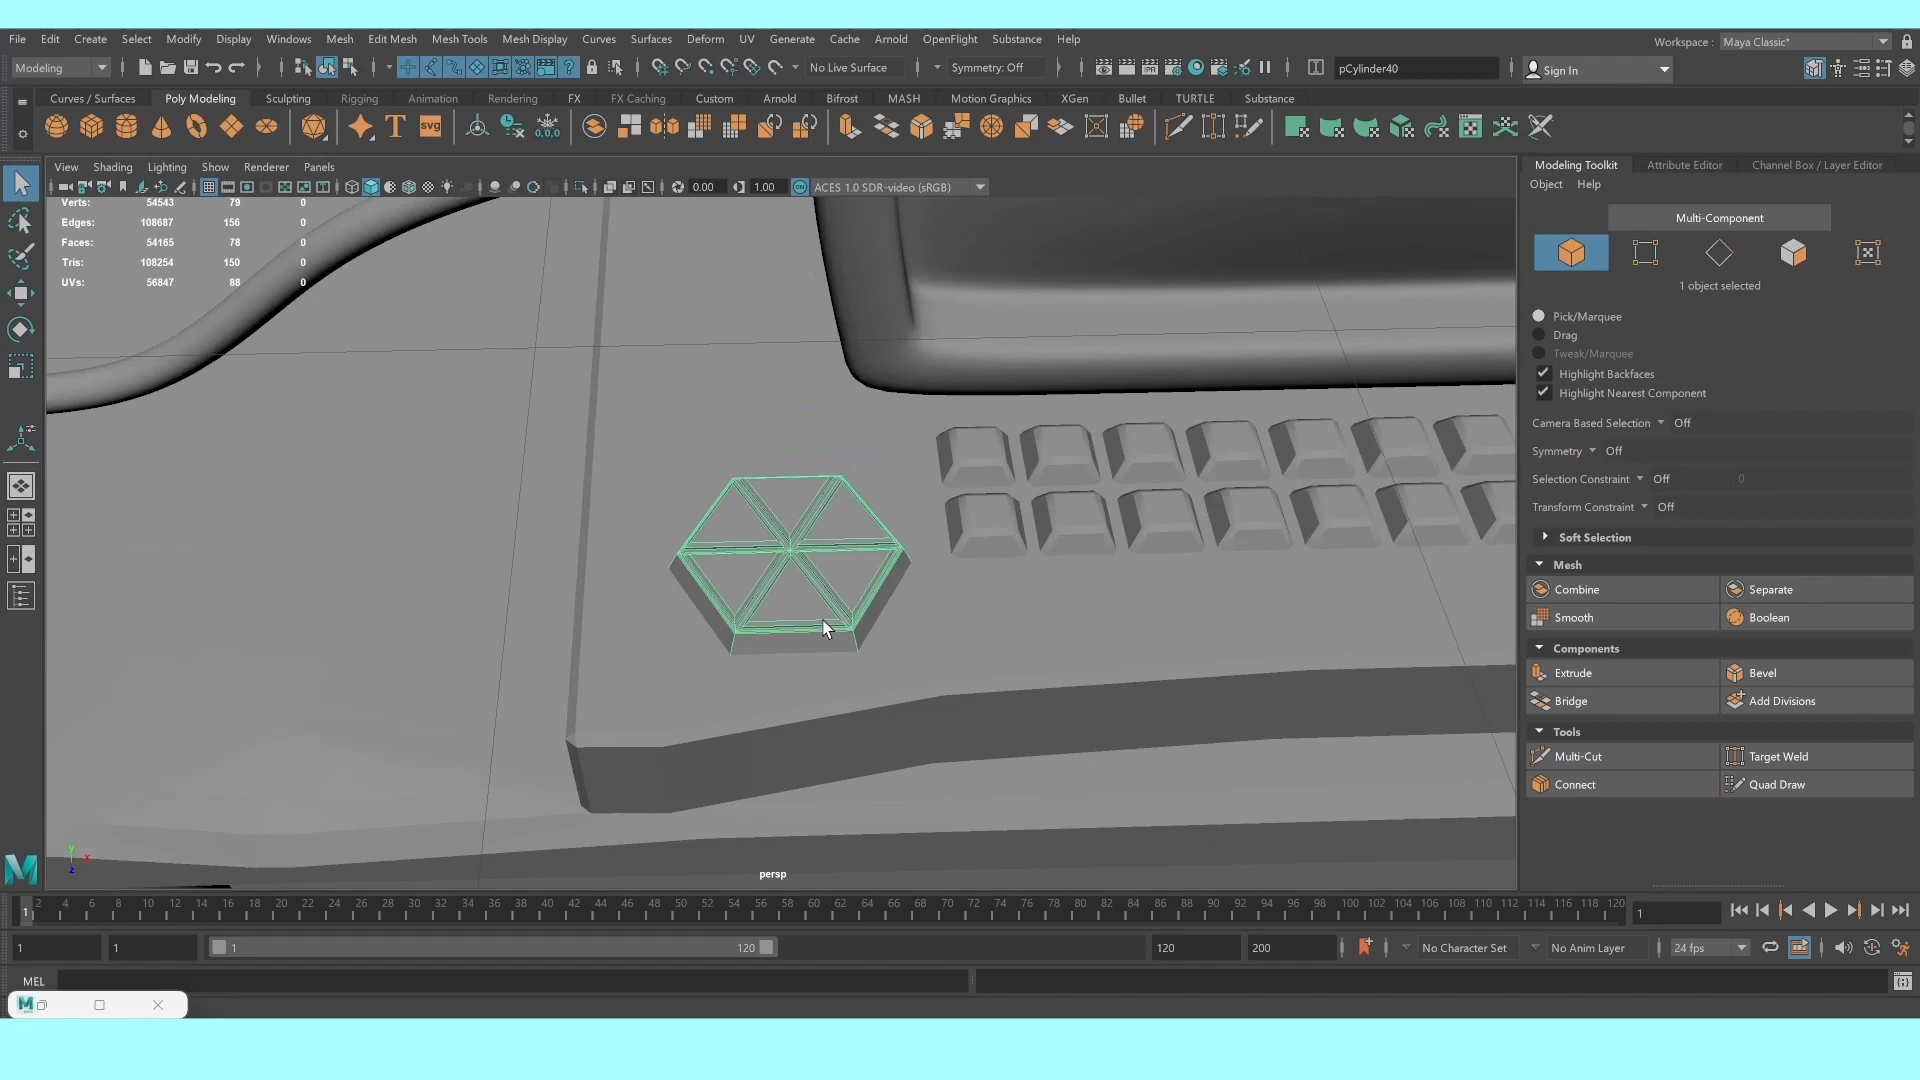 File Edit Create Select Modify Display Windows Mesh Edit Mesh Mesh Tools Mesh Display Curves Surfaces Deform UV Generate Cache Arnold OpenFlight Substance Help Workspace : Maya Classic*
Modeling No Live Surface Symmetry: Off pCylinder40 Sign In
Curves / Surfaces Poly Modeling Sculpting Rigging Animation Rendering FX FX Caching Custom Arnold Bifrost MASH Motion Graphics XGen Bullet TURTLE Substance
T svg 0,0,0
View Shading Lighting Show Renderer Panels
0.00 1.00 ON ACES 1.0 SDR-video (sRGB)
Verts: 54543 79 0
Edges: 108687 156 0
Faces: 54165 78 0
Tris: 108254 150 0
UVs: 56847 88 0
y
x
z
persp
Modeling Toolkit Attribute Editor Channel Box / Layer Editor
Object Help
Multi-Component
1 object selected
Pick/Marquee
Drag
Tweak/Marquee
Highlight Backfaces
Highlight Nearest Component
Camera Based Selection Off
Symmetry Off
Selection Constraint Off 0
Transform Constraint Off
Soft Selection
Mesh
Combine Separate
Smooth Boolean
Components
Extrude Bevel
Bridge Add Divisions
Tools
Multi-Cut Target Weld
Connect Quad Draw
1 2 4 6 8 10 12 14 16 18 20 22 24 26 28 30 32 34 36 38 40 42 44 46 48 50 52 54 56 58 60 62 64 66 68 70 72 74 76 78 80 82 84 86 88 90 92 94 96 98 100 102 104 106 108 110 112 114 116 118 120 1
1 1 1 120 120 200 No Character Set No Anim Layer 24 fps
MEL
M